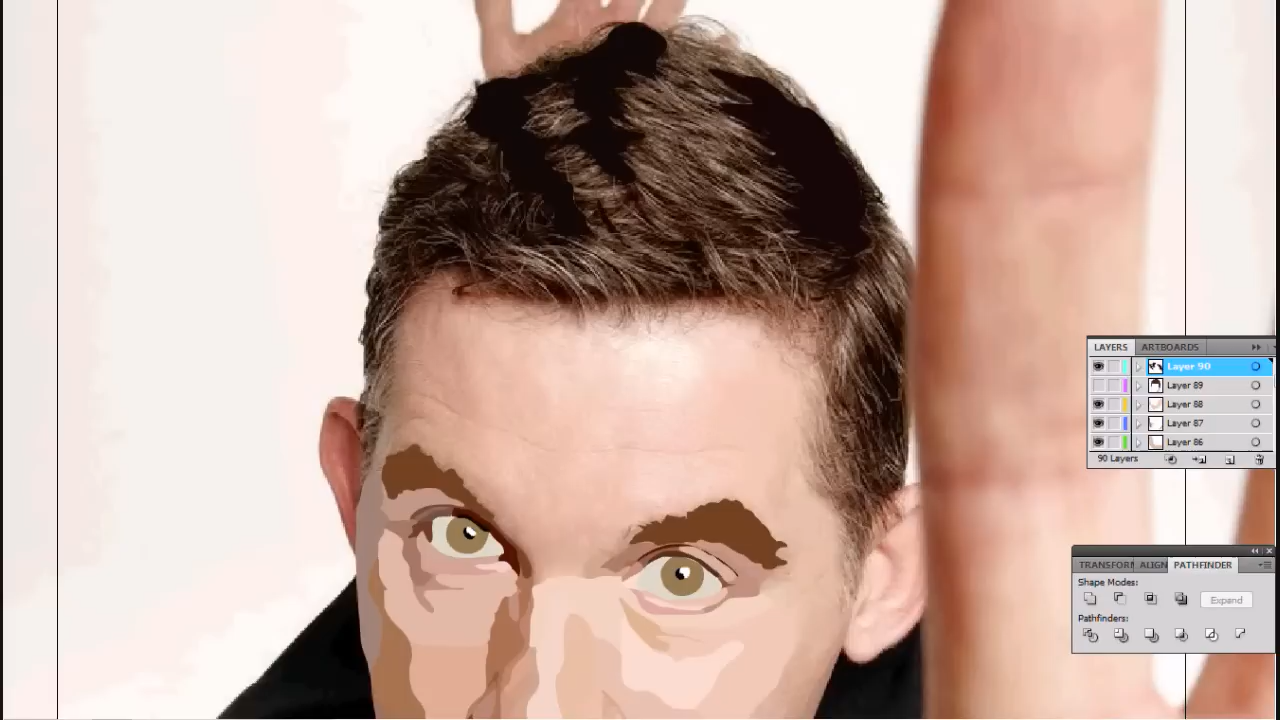 LAYERS ARTBOARDS
Layer 90
Layer 89
Layer 88
Layer 87
Layer 86
90 Layers
TRANSFORM ALIGN PATHFINDER
Shape Modes:
Expand
Pathfinders: